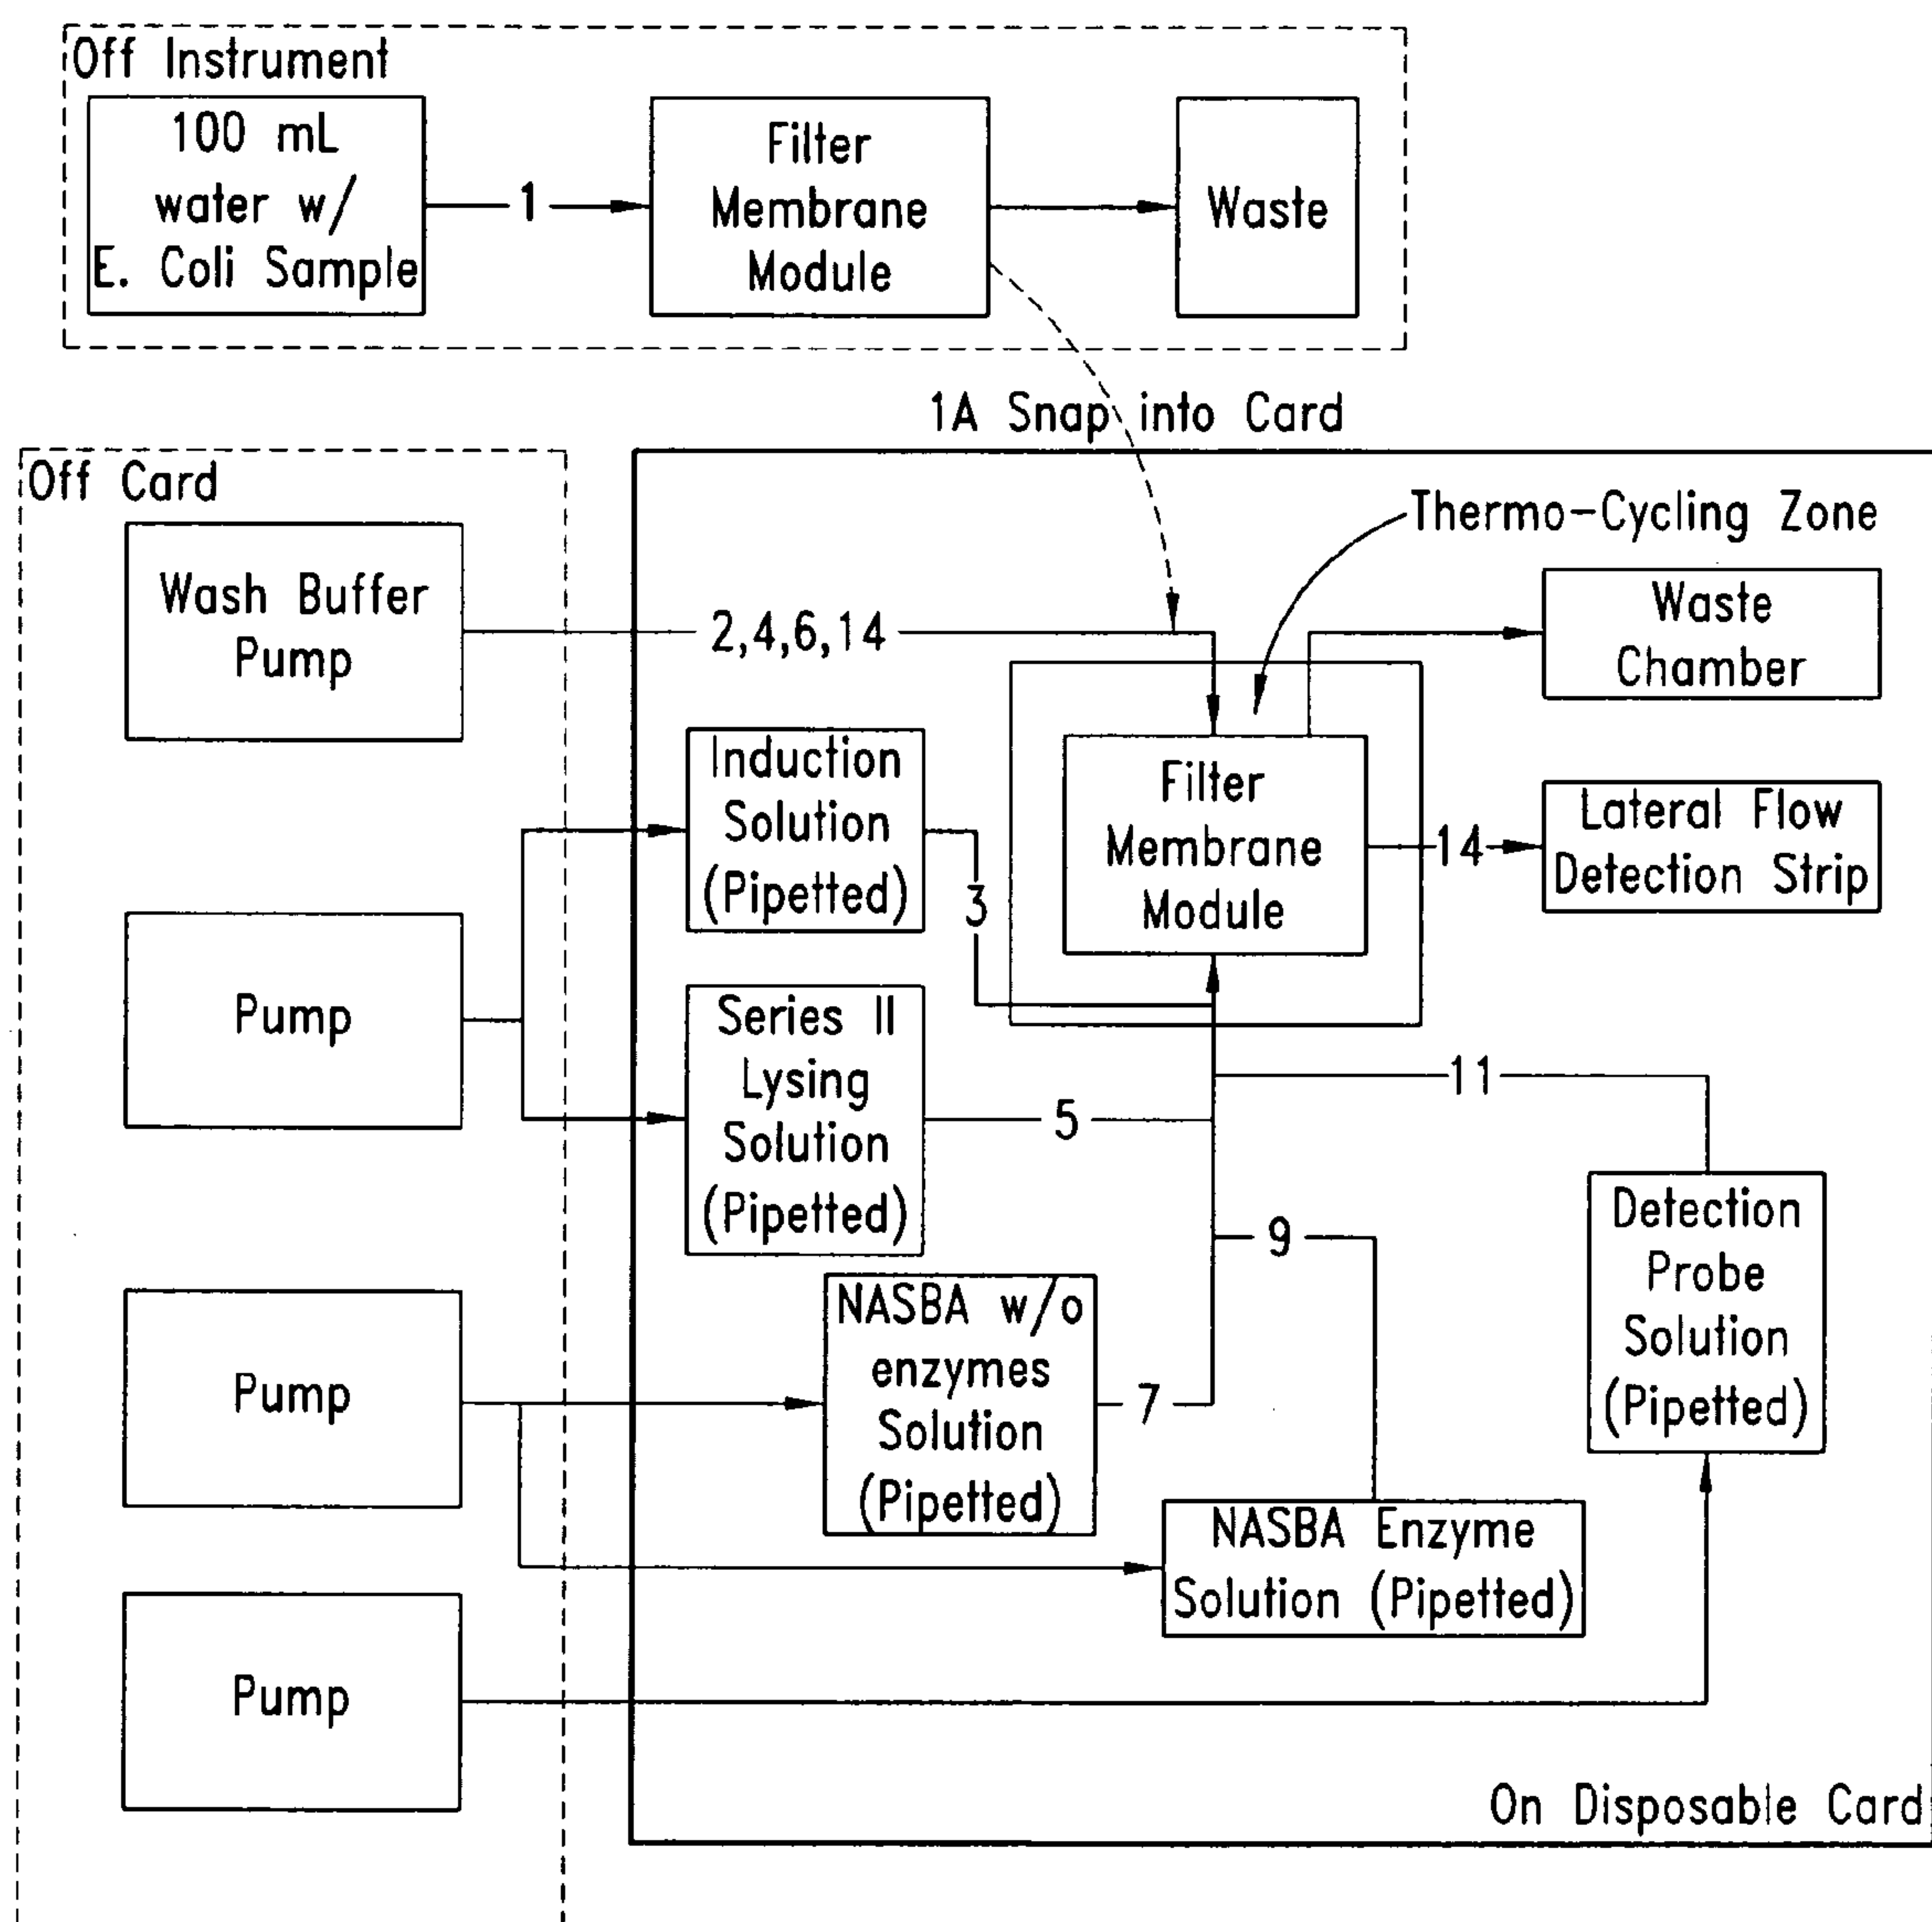 Off Instrument
100 mL
water w/
E. Coli Sample
1
Filter
Membrane
Module
Waste
1A Snap into Card
Off Card
Wash Buffer
Pump
2,4,6,14
Thermo-Cycling Zone
Waste
Chamber
Induction
Solution
(Pipetted)
3
Filter
Membrane
Module
14
Lateral Flow
Detection Strip
Pump
Series II
Lysing
Solution
(Pipetted)
5
11
9
Detection
Probe
Solution
(Pipetted)
Pump
NASBA w/o
enzymes
Solution
(Pipetted)
7
NASBA Enzyme
Solution (Pipetted)
Pump
On Disposable Card